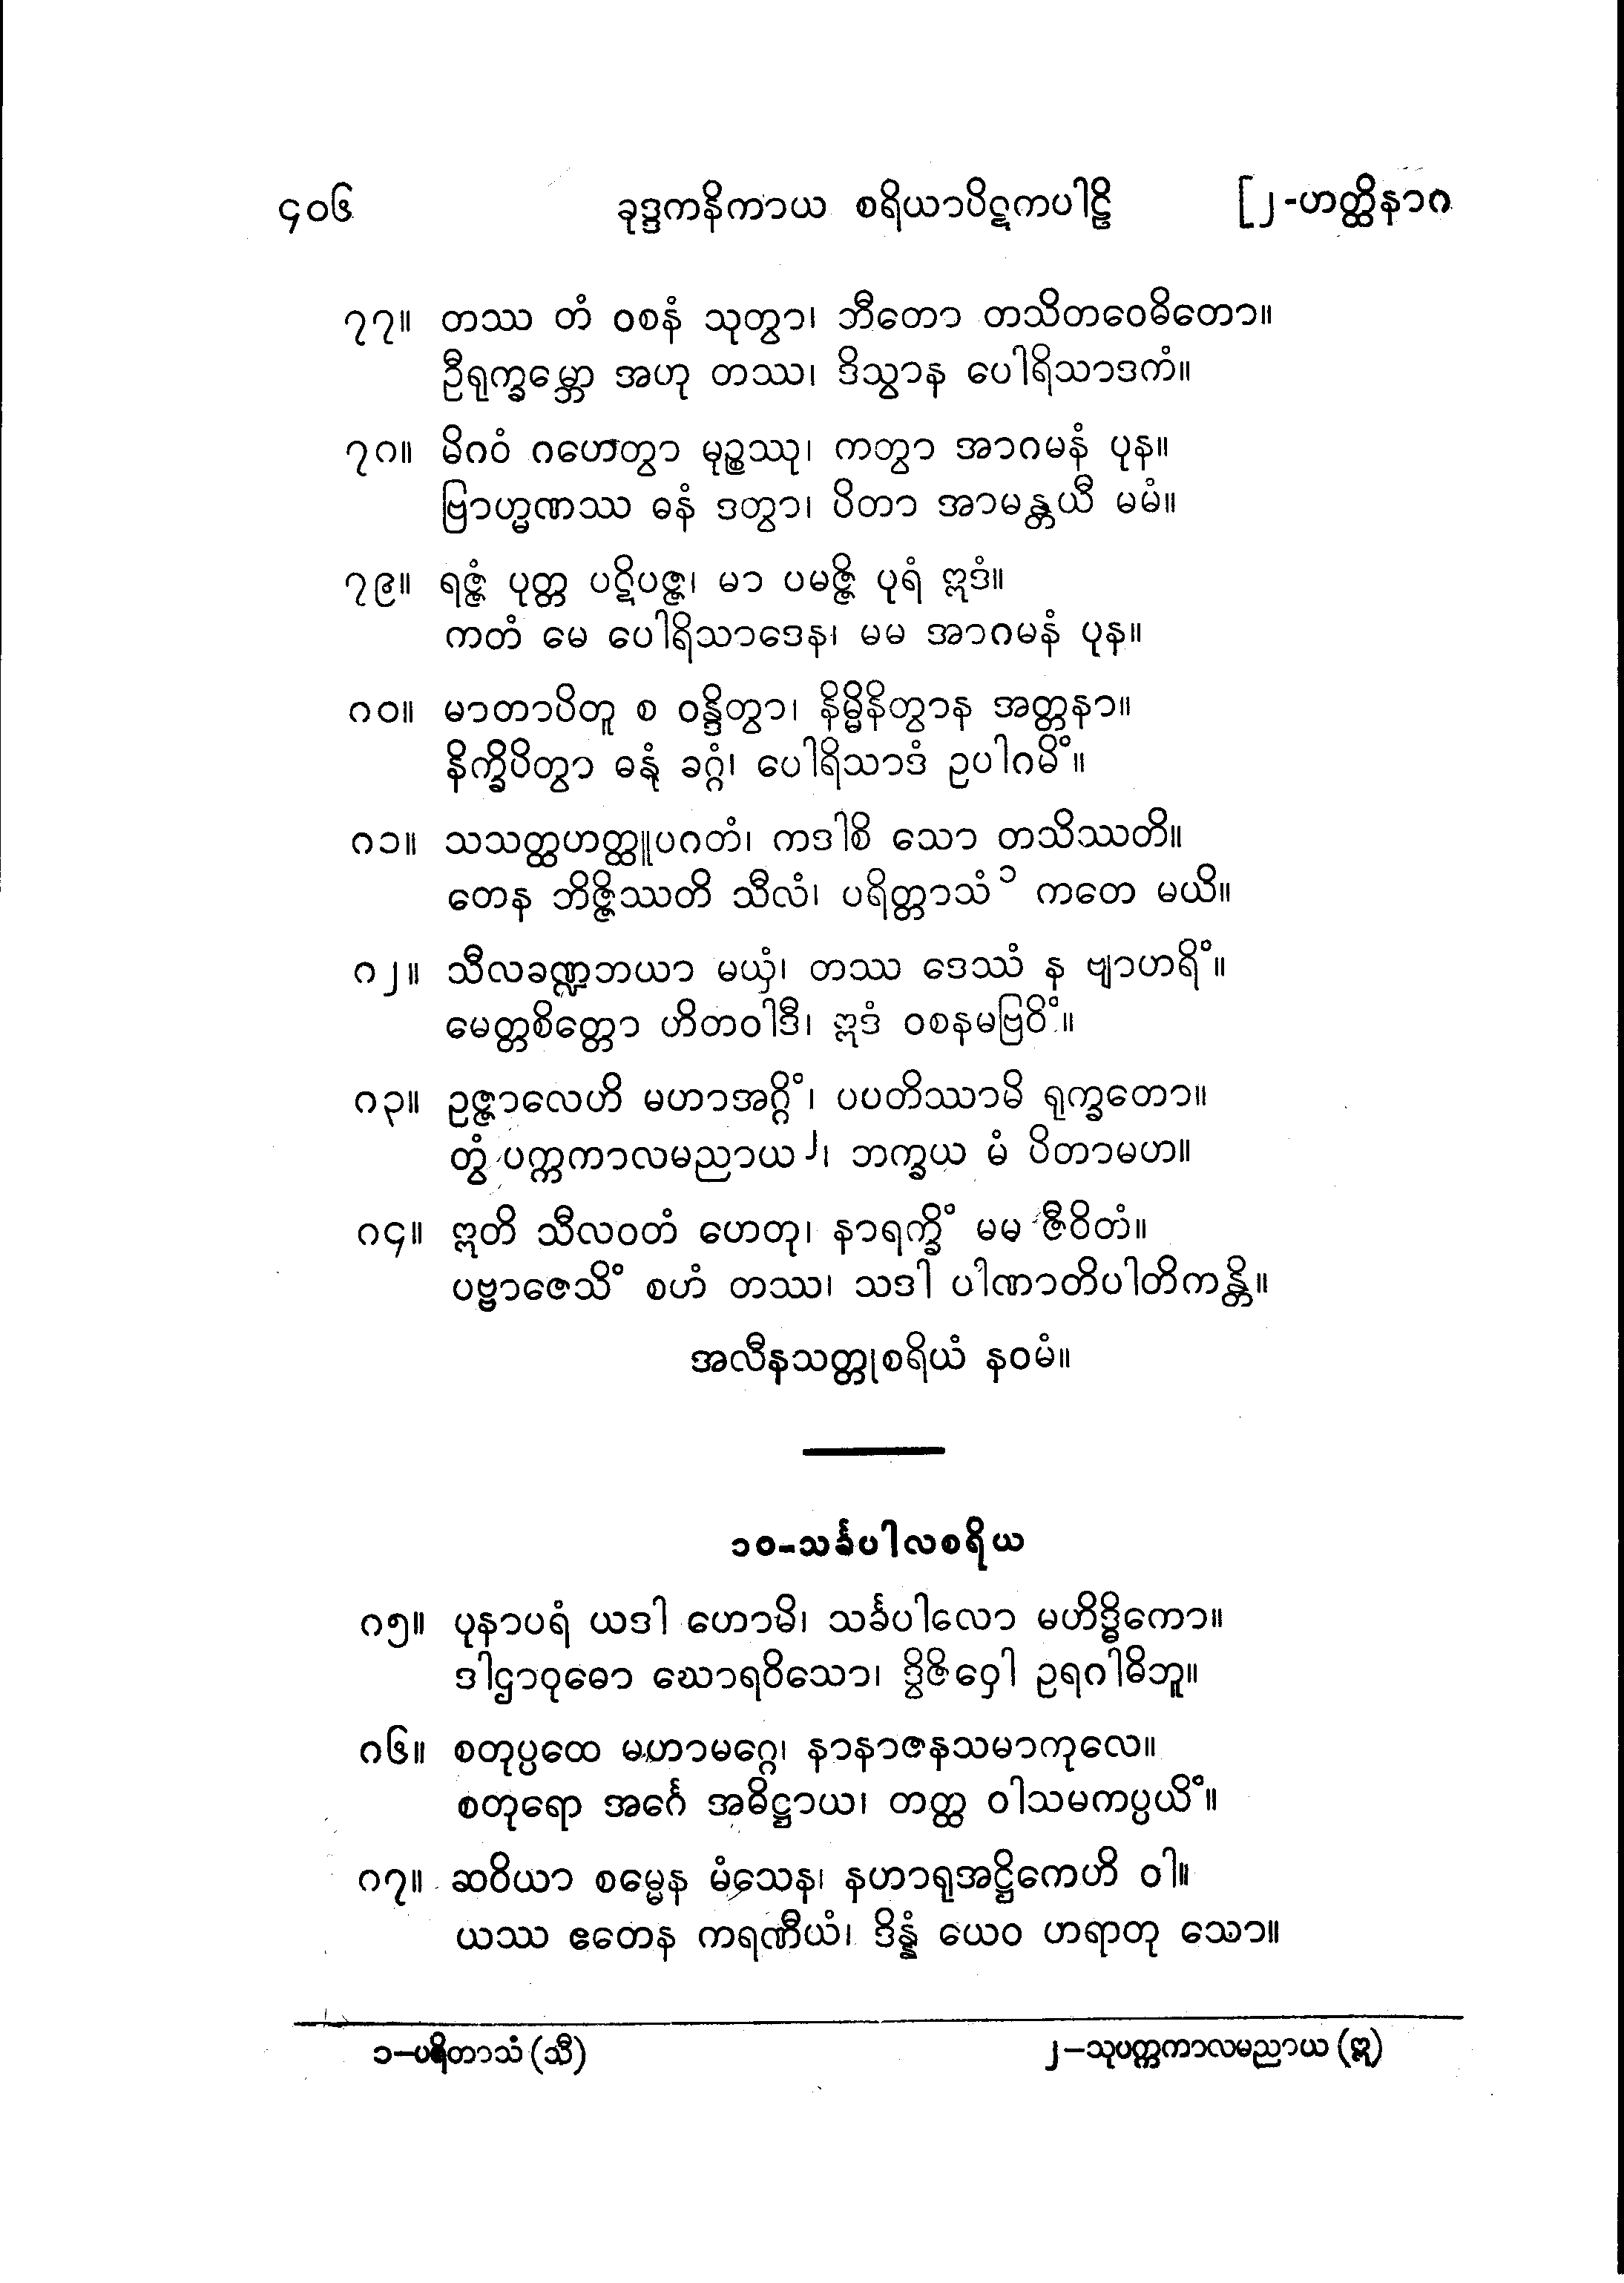 ၄၀၆ ခုဒ္ဒကနိကာယ စရိယာပိဋကပါဠိ [၂-ဟတ္ထိနာဂ
၇၇။ တဿ တံ ဝစနံ သုတွာ၊ ဘီတော တသိတဝေဓိတော။
ဦရုက္ခမ္ဘော အဟု တဿ၊ ဒိသွာန ပေါရိသာဒကံ။
၇၈။ မိဂဝံ ဂဟေတွာ မုဉ္စဿု၊ ကတွာ အာဂမနံ ပုန။
ဗြာဟ္မဏဿ ဓနံ ဒတွာ၊ ပိတာ အာမန္တယီ မမံ။
၇၉။ ရဇ္ဇံ ပုတ္တ ပဋိပဇ္ဇ၊ မာ ပမဇ္ဇိ ပုရံ ဣဒံ။
ကတံ မေ ပေါရိသာဒေန၊ မမ အာဂမနံ ပုန။
၈၀။ မာတာပိတူ စ ဝန္ဒိတွာ၊ နိမ္မိနိတွာန အတ္တနာ။
နိက္ခိပိတွာ ဓနုံ ခဂ္ဂံ၊ ပေါရိသာဒံ ဥပါဂမိံ။
၈၁။ သသတ္ထဟတ္ထူပဂတံ၊ ကဒါစိ သော တသိဿတိ။
တေန ဘိဇ္ဇိဿတိ သီလံ၊ ပရိတ္တာသံ ၁ ကတေ မယိ။
၈၂။ သီလခဏ္ဍဘယာ မယှံ၊ တဿ ဒေဿံ န ဗျာဟရိံ။
မေတ္တစိတ္တော ဟိတဝါဒီ၊ ဣဒံ ဝစနမဗြဝိံ။
၈၃။ ဥဇ္ဇာလေဟိ မဟာအဂ္ဂိံ၊ ပပတိဿာမိ ရုက္ခတော။
တွံ ပက္ကကာလမညာယ ၂၊ ဘက္ခယ မံ ပိတာမဟ။
၈၄။ ဣတိ သီလဝတံ ဟေတု၊ နာရက္ခိံ မမ ဇီဝိတံ။
ပဗ္ဗာဇေသိံ စဟံ တဿ၊ သဒါ ပါဏာတိပါတိကန္တိ။
အလီနသတ္တုစရိယံ နဝမံ။
၁၀-သင်္ခပါလစရိယ
၈၅။ ပုနာပရံ ယဒါ ဟောမိ၊ သင်္ခပါလော မဟိဒ္ဓိကော။
ဒါဌာဝုဓော ဃောရဝိသော၊ ဒွိဇိဝှေါ ဥရဂါဓိဘူ။
၈၆။ စတုပ္ပထေ မဟာမဂ္ဂေ၊ နာနာဇနသမာကုလေ။
စတုရော အင်္ဂေ အဓိဋ္ဌာယ၊ တတ္ထ ဝါသမကပ္ပယိံ။
၈၇။ ဆဝိယာ စမ္မေန မံသေန၊ နဟာရုအဋ္ဌိကေဟိ ဝါ။
ယဿ ဧတေန ကရဏီယံ၊ ဒိန္နံ ယေဝ ဟရာတု သော။
၁—ပရိတာသံ (သီ) ၂—သုပက္ကကာလမညာယ (ဣ)